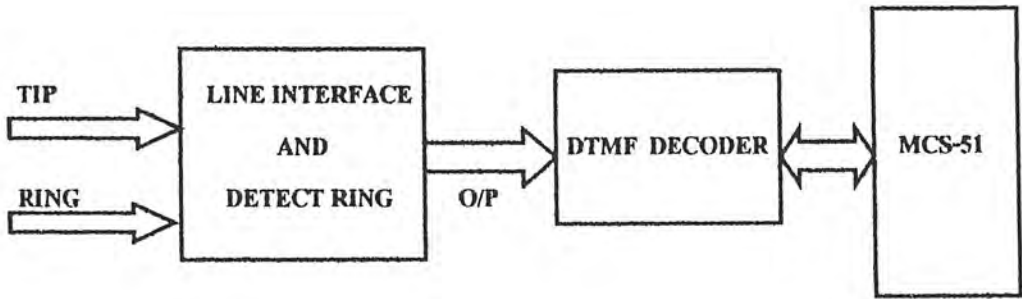 TIP
RING
LINE INTERFACE
AND
DETECT RING
O/P
DTMF DECODER
MCS-51